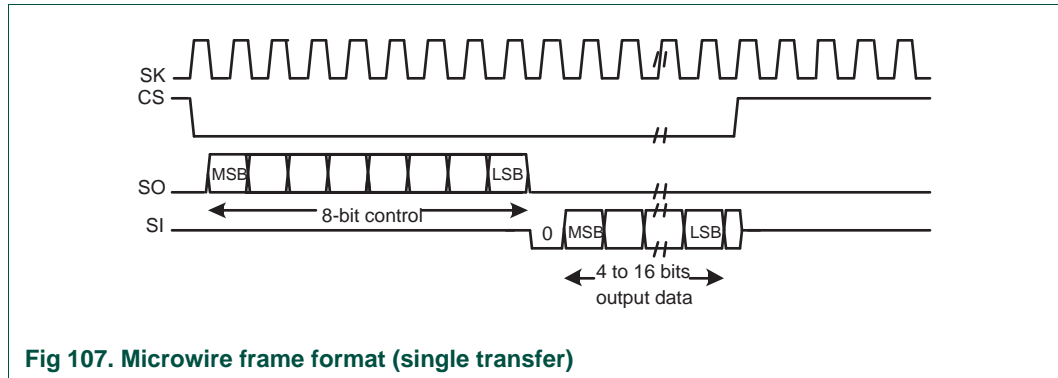 SK
CS
SO
MSB
LSB
8-bit control
SI
0
MSB
LSB
4 to 16 bits
output data
Fig 107. Microwire frame format (single transfer)